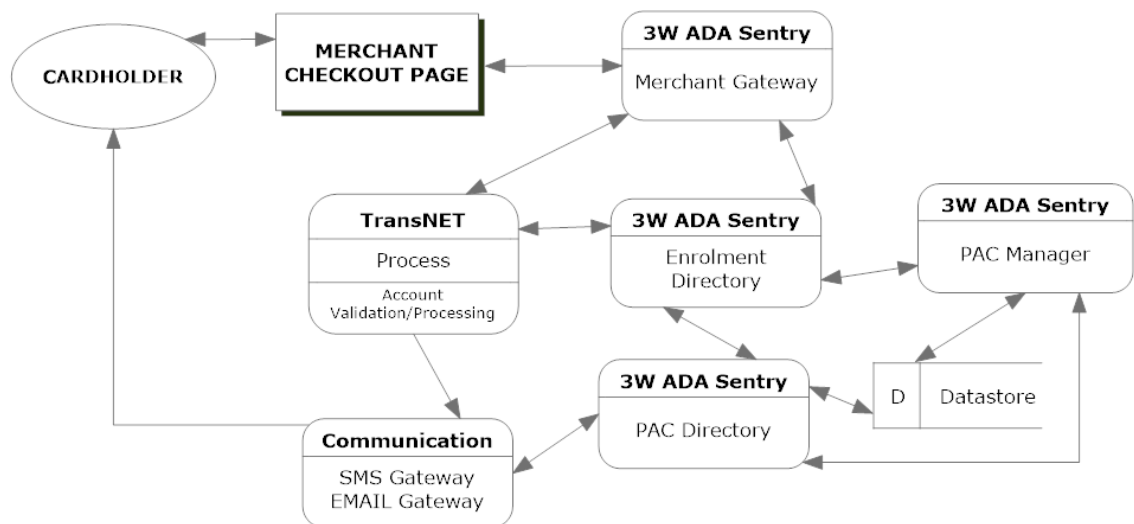 CARDHOLDER
MERCHANT
CHECKOUT PAGE
3W ADA Sentry
Merchant Gateway
TransNET
Process
Account
Validation/Processing
3W ADA Sentry
Enrolment
Directory
3W ADA Sentry
PAC Manager
3W ADA Sentry
PAC Directory
D
Datastore
Communication
SMS Gateway
EMAIL Gateway